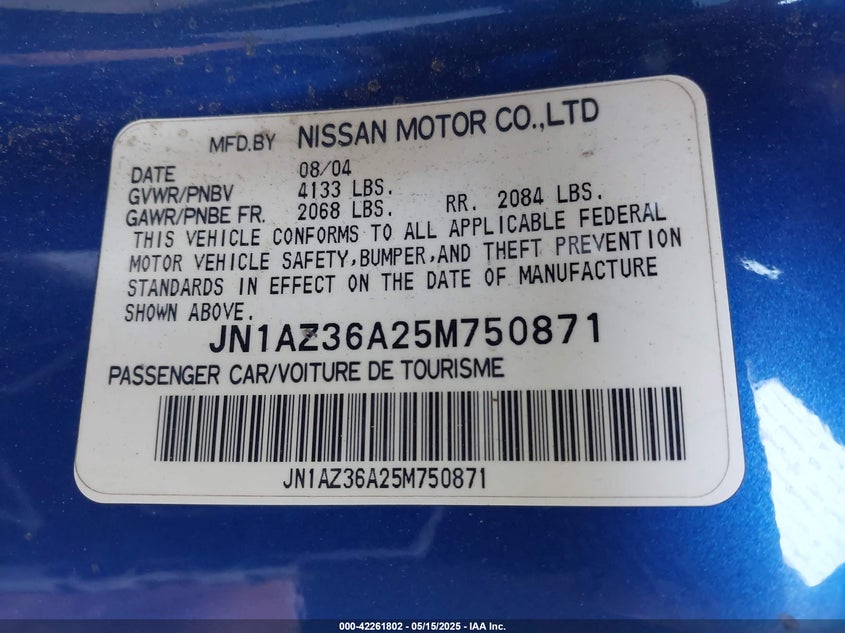 MFD.BY NISSAN MOTOR CO.,LTD
DATE 08/04
GVWR/PNBV 4133 LBS.
GAWR/PNBE FR. 2068 LBS. RR. 2084 LBS.
THIS VEHICLE CONFORMS TO ALL APPLICABLE FEDERAL
MOTOR VEHICLE SAFETY,BUMPER,AND THEFT PREVENTION
STANDARDS IN EFFECT ON THE DATE OF MANUFACTURE
SHOWN ABOVE.
JN1AZ36A25M750871
PASSENGER CAR/VOITURE DE TOURISME
JN1AZ36A25M750871
000-42261802 - 05/15/2025 - IAA Inc.